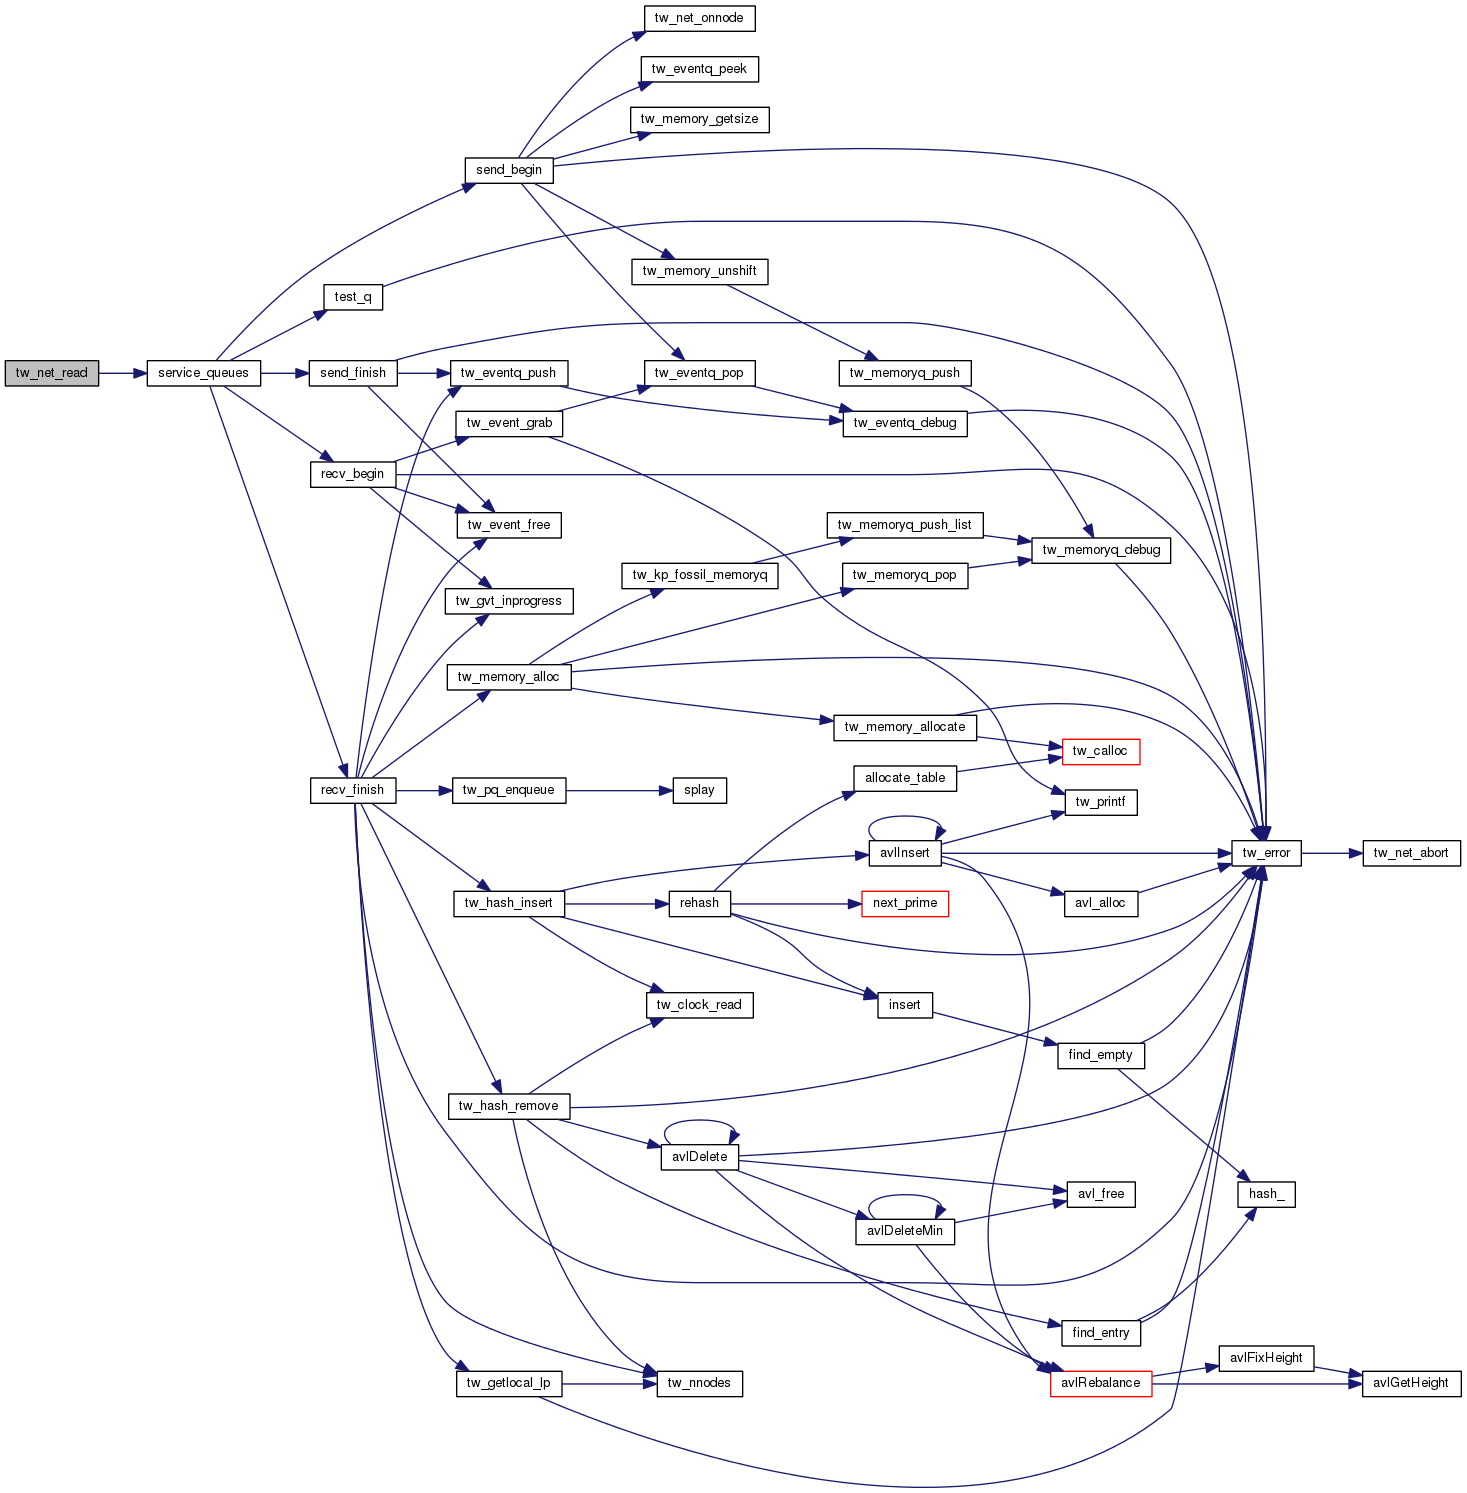 tw_net_onnode
tw_eventq_peek
tw_memory_getsize
send_begin
tw_memory_unshift
test_q
tw_net_read
service_queues
send_finish
tw_eventq_push
tw_eventq_pop
tw_memoryq_push
tw_event_grab
tw_eventq_debug
recv_begin
tw_event_free
tw_memoryq_push_list
tw_memoryq_debug
tw_kp_fossil_memoryq
tw_memoryq_pop
tw_gvt_inprogress
tw_memory_alloc
tw_memory_allocate
tw_calloc
recv_finish
tw_pq_enqueue
splay
allocate_table
tw_printf
avlInsert
tw_error
tw_net_abort
tw_hash_insert
rehash
next_prime
avl_alloc
tw_clock_read
insert
find_empty
tw_hash_remove
avlDelete
avl_free
hash_
avlDeleteMin
find_entry
avlFixHeight
tw_getlocal_lp
tw_nnodes
avlRebalance
avlGetHeight